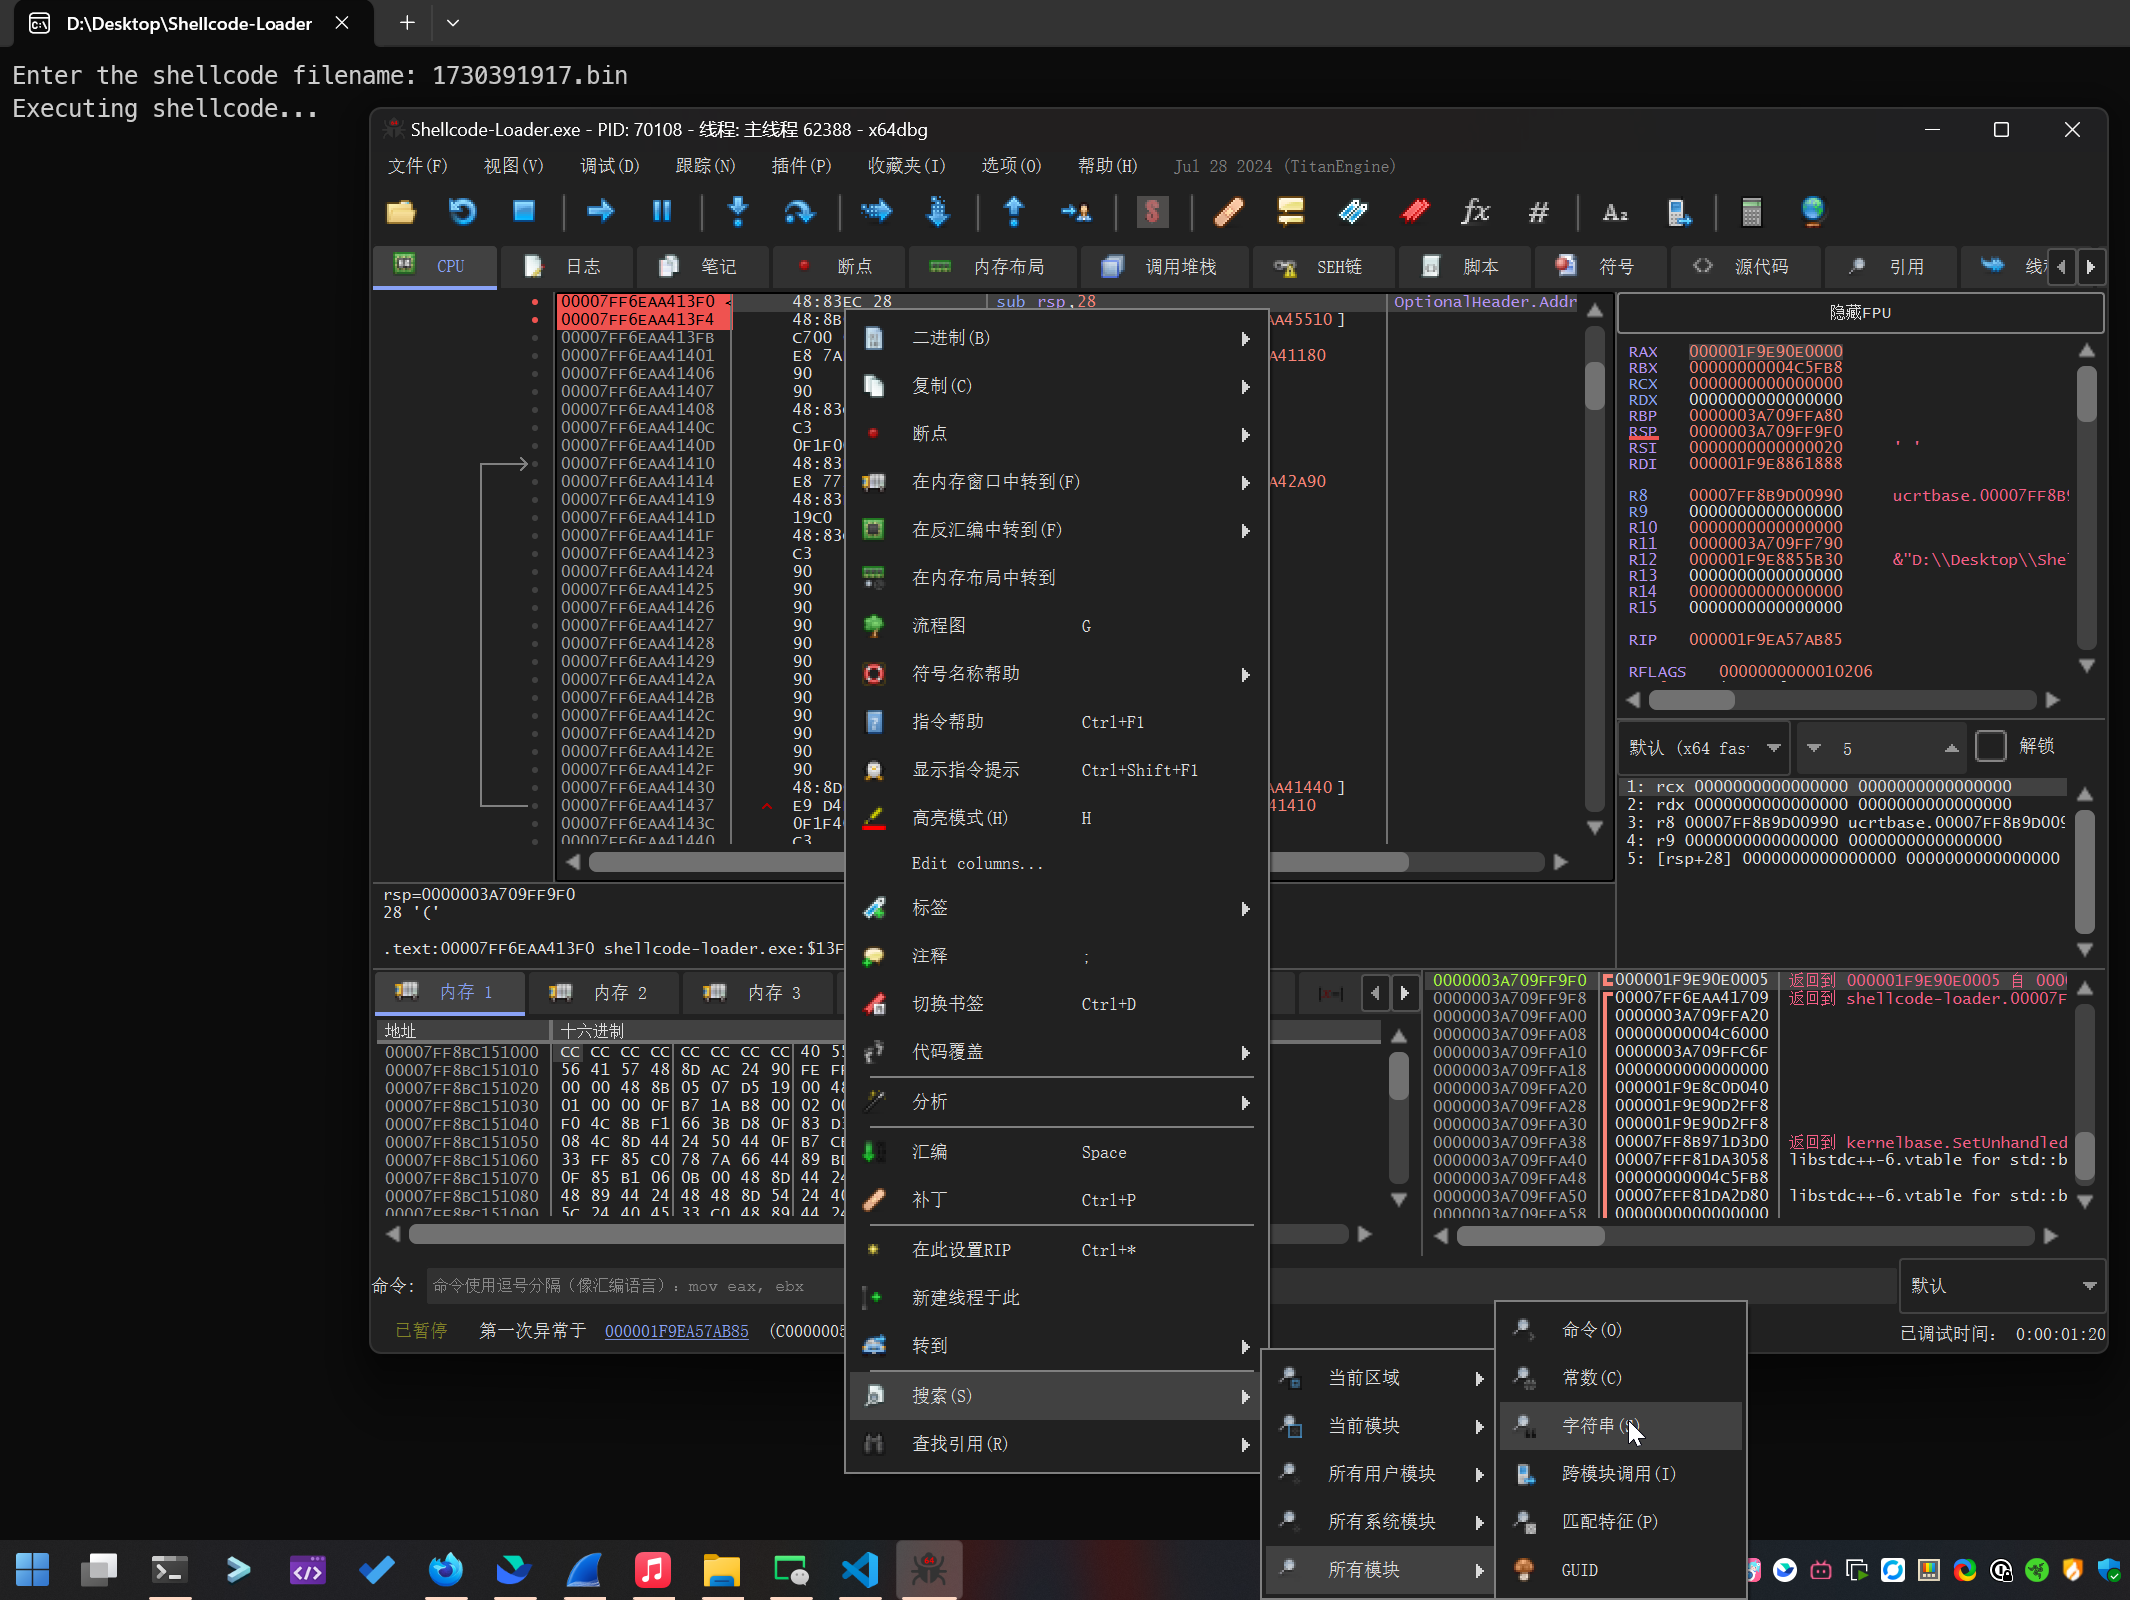 D:\Desktop\Shellcode-Loader
Enter the shellcode filename: 1730391917.bin
Executing shellcode...
Shellcode-Loader.exe - PID: 70108 - 线程: 主线程 62388 - x64dbg
文件(F) 视图(V) 调试(D) 跟踪(N) 插件(P) 收藏夹(I) 选项(O) 帮助(H) Jul 28 2024 (TitanEngine)
CPU 日志 笔记 断点 内存布局 调用堆栈 SEH链 脚本 符号 源代码 引用
00007FF6EAA413F0 48:83EC 28 sub rsp,28 OptionalHeader.Addr
00007FF6EAA413F4 48:8B A45510]
00007FF6EAA413FB C700
00007FF6EAA41401 E8 7A A41180
00007FF6EAA41406 90
00007FF6EAA41407 90
00007FF6EAA41408 48:83
00007FF6EAA4140C C3
00007FF6EAA4140D 0F1F0
00007FF6EAA41410 48:83
00007FF6EAA41414 E8 77 A42A90
00007FF6EAA41419 48:83
00007FF6EAA4141D 19C0
00007FF6EAA4141F 48:83
00007FF6EAA41423 C3
00007FF6EAA41424 90
00007FF6EAA41425 90
00007FF6EAA41426 90
00007FF6EAA41427 90
00007FF6EAA41428 90
00007FF6EAA41429 90
00007FF6EAA4142A 90
00007FF6EAA4142B 90
00007FF6EAA4142C 90
00007FF6EAA4142D 90
00007FF6EAA4142E 90
00007FF6EAA4142F 90
00007FF6EAA41430 48:8D A41440]
00007FF6EAA41437 E9 D4 41410
00007FF6EAA4143C 0F1F4
00007FF6EAA41440 C3
rsp=0000003A709FF9F0
28 '('
.text:00007FF6EAA413F0 shellcode-loader.exe:$13F
隐藏FPU
RAX 000001F9E90E0000
RBX 00000000004C5FB8
RCX 0000000000000000
RDX 0000000000000000
RBP 0000003A709FFA80
RSP 0000003A709FF9F0
RSI 0000000000000020 ' '
RDI 000001F9E8861888
R8 00007FF8B9D00990 ucrtbase.00007FF8B9
R9 0000000000000000
R10 0000000000000000
R11 0000003A709FF790
R12 000001F9E8855B30 &"D:\\Desktop\\She
R13 0000000000000000
R14 0000000000000000
R15 0000000000000000
RIP 000001F9EA57AB85
RFLAGS 0000000000010206
默认 (x64 fas 5 解锁
1: rcx 0000000000000000 0000000000000000
2: rdx 0000000000000000 0000000000000000
3: r8 00007FF8B9D00990 ucrtbase.00007FF8B9D009
4: r9 0000000000000000 0000000000000000
5: [rsp+28] 0000000000000000 0000000000000000
二进制(B)
复制(C)
断点
在内存窗口中转到(F)
在反汇编中转到(F)
在内存布局中转到
流程图 G
符号名称帮助
指令帮助 Ctrl+F1
显示指令提示 Ctrl+Shift+F1
高亮模式(H) H
Edit columns...
标签
注释 ;
切换书签 Ctrl+D
代码覆盖
分析
汇编 Space
补丁 Ctrl+P
在此设置RIP Ctrl+*
新建线程于此
转到
搜索(S)
查找引用(R)
当前区域
当前模块
所有用户模块
所有系统模块
所有模块
命令(O)
常数(C)
字符串(S)
跨模块调用(I)
匹配特征(P)
GUID
内存 1 内存 2 内存 3
地址 十六进制
00007FF8BC151000 CC CC CC CC CC CC CC CC 40 55
00007FF8BC151010 56 41 57 48 8D AC 24 90 FE FF
00007FF8BC151020 00 00 48 8B 05 07 D5 19 00 48
00007FF8BC151030 01 00 00 0F B7 1A B8 00 02 00
00007FF8BC151040 F0 4C 8B F1 66 3B D8 0F 83 D
00007FF8BC151050 08 4C 8D 44 24 50 44 0F B7 C
00007FF8BC151060 33 FF 85 C0 78 7A 66 44 89 B
00007FF8BC151070 0F 85 B1 06 0B 00 48 8D 44 24
00007FF8BC151080 48 89 44 24 48 48 8D 54 24 40
00007FF8BC151090 5C 24 40 45 33 C0 48 89 44 24
0000003A709FF9F0 000001F9E90E0005 返回到 000001F9E90E0005 自 000
0000003A709FF9F8 00007FF6EAA41709 返回到 shellcode-loader.00007F
0000003A709FFA00 0000003A709FFA20
0000003A709FFA08 00000000004C6000
0000003A709FFA10 0000003A709FFC6F
0000003A709FFA18 0000000000000000
0000003A709FFA20 000001F9E8C0D040
0000003A709FFA28 000001F9E90D2FF8
0000003A709FFA30 000001F9E90D2FF8
0000003A709FFA38 00007FF8B971D3D0 返回到 kernelbase.SetUnhandled
0000003A709FFA40 00007FFF81DA3058 libstdc++-6.vtable for std::b
0000003A709FFA48 00000000004C5FB8
0000003A709FFA50 00007FFF81DA2D80 libstdc++-6.vtable for std::b
0000003A709FFA58 0000000000000000
命令: 命令使用逗号分隔（像汇编语言）：mov eax, ebx 默认
已暂停 第一次异常于 000001F9EA57AB85 (C0000005 已调试时间： 0:00:01:20